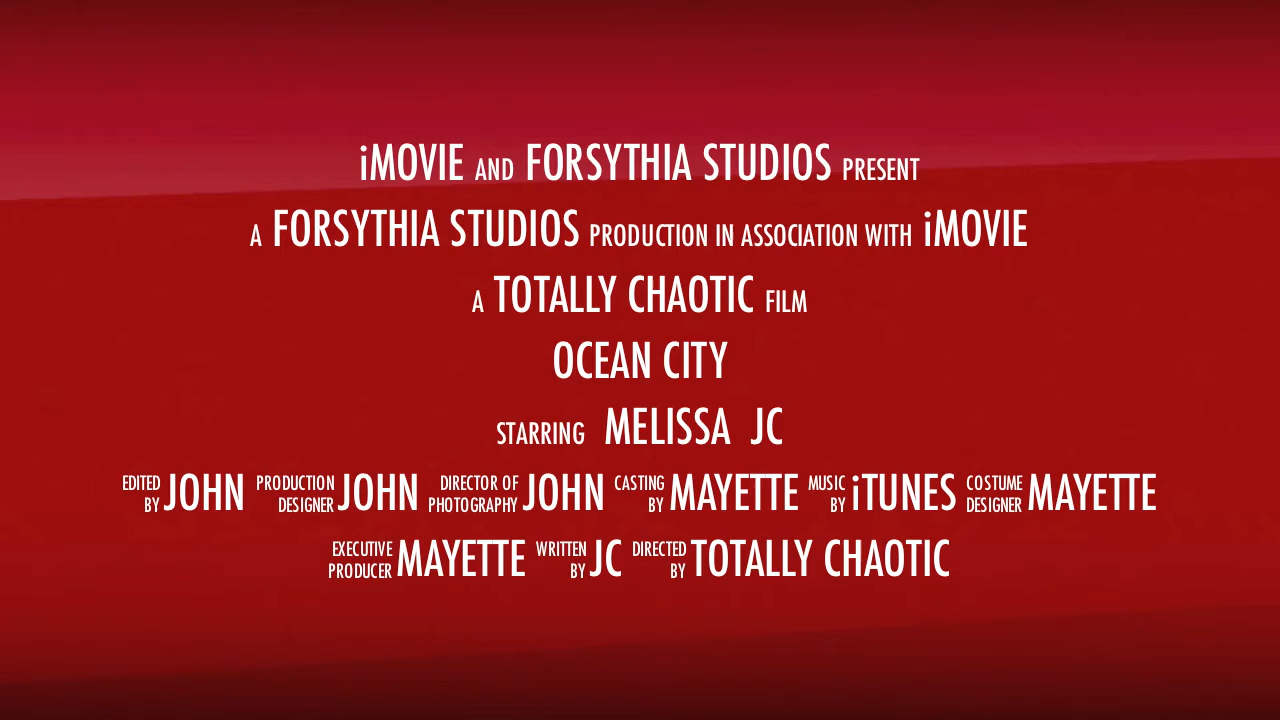 iMOVIE AND FORSYTHIA STUDIOS PRESENT
A FORSYTHIA STUDIOS PRODUCTION IN ASSOCIATION WITH iMOVIE
A TOTALLY CHAOTIC FILM
OCEAN CITY
STARRING MELISSA JC
EDITED BY JOHN PRODUCTION DESIGNER JOHN DIRECTOR OF PHOTOGRAPHY JOHN CASTING BY MAYETTE MUSIC BY iTUNES COSTUME DESIGNER MAYETTE
EXECUTIVE PRODUCER MAYETTE WRITTEN BY JC DIRECTED BY TOTALLY CHAOTIC